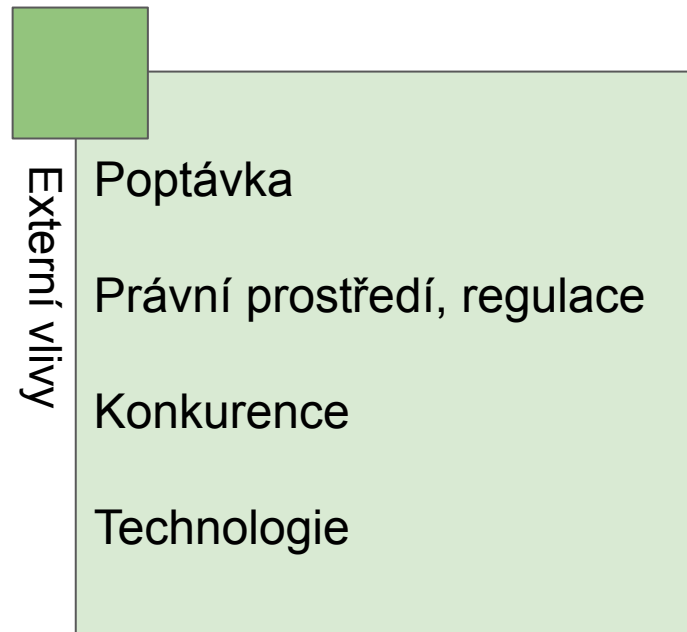 Externí vlivy
Poptávka
Právní prostředí, regulace
Konkurence
Technologie